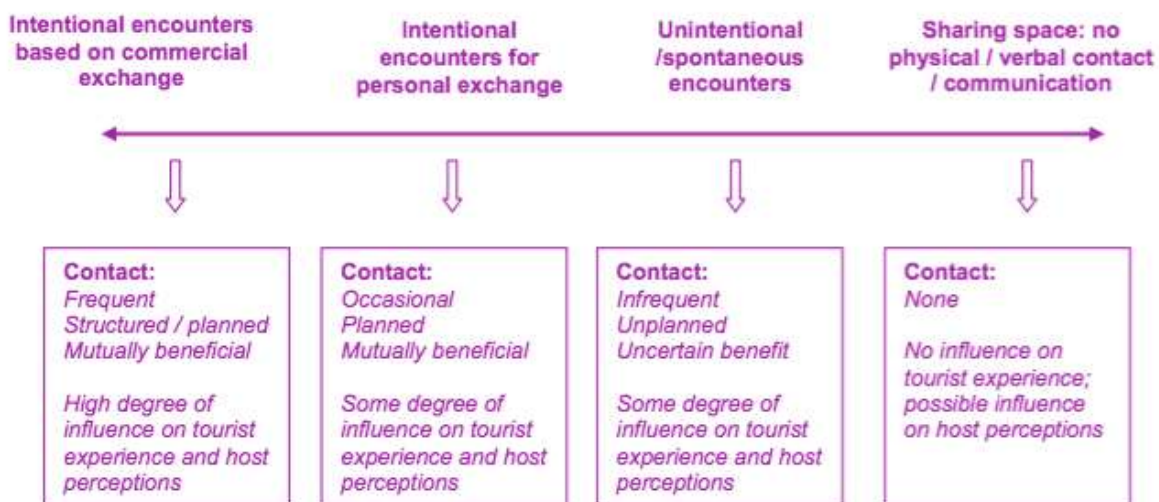 Intentional encounters
based on commercial
exchange
Intentional
encounters for
personal exchange
Unintentional
/spontaneous
encounters
Sharing space: no
physical / verbal contact
/ communication
Contact:
Frequent
Structured / planned
Mutually beneficial
High degree of
influence on tourist
experience and host
perceptions
Contact:
Occasional
Planned
Mutually beneficial
Some degree of
influence on tourist
experience and host
perceptions
Contact:
Infrequent
Unplanned
Uncertain benefit
Some degree of
influence on tourist
experience and host
perceptions
Contact:
None
No influence on
tourist experience;
possible influence
on host perceptions